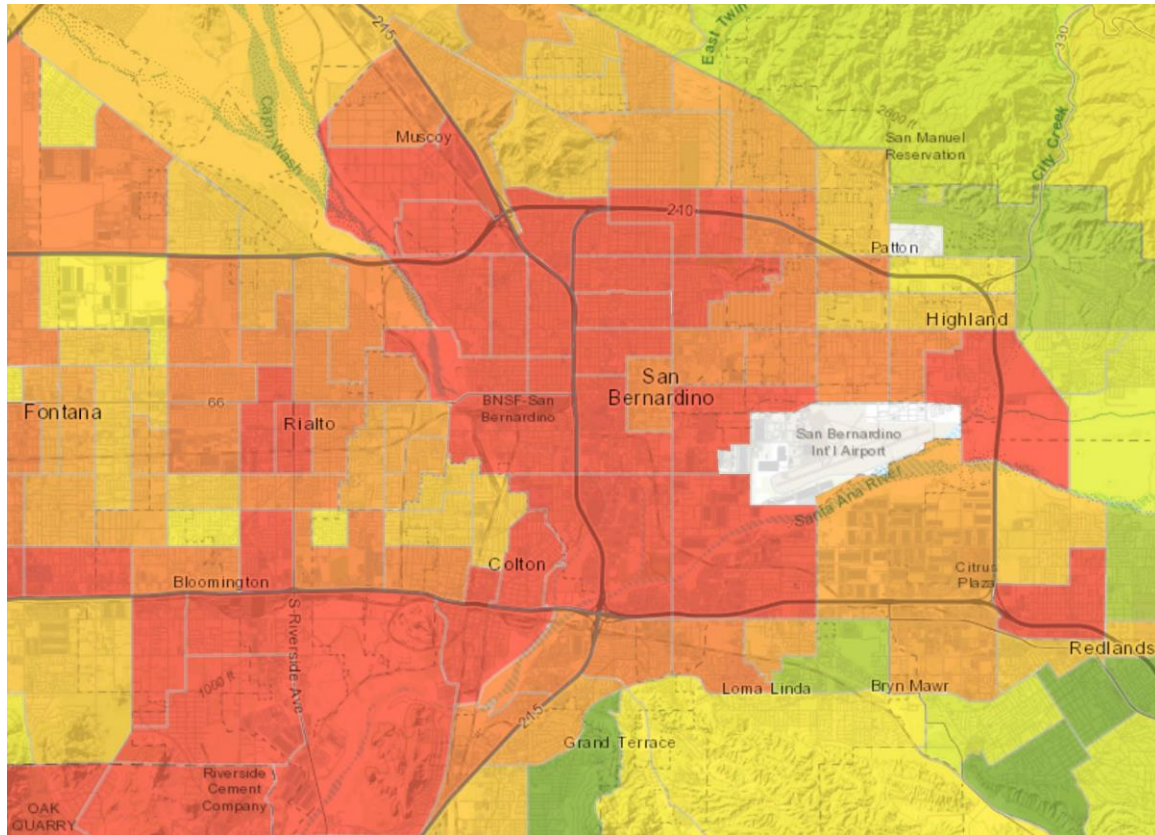 215
East Twin
330
Cajon Wash
Muscoy
2000 ft
San Manuel
Reservation
City Creek
210
Patton
Highland
San
Bernardino
BNSF-San
Bernardino
Fontana
66
Rialto
San Bernardino
Int'l Airport
Santa Ana River
Colton
Bloomington
Citrus
Plaza
S Riverside Ave
Redlands
1000 ft
Loma Linda
Bryn Mawr
215
Grand Terrace
Riverside
Cement
Company
OAK
QUARRY